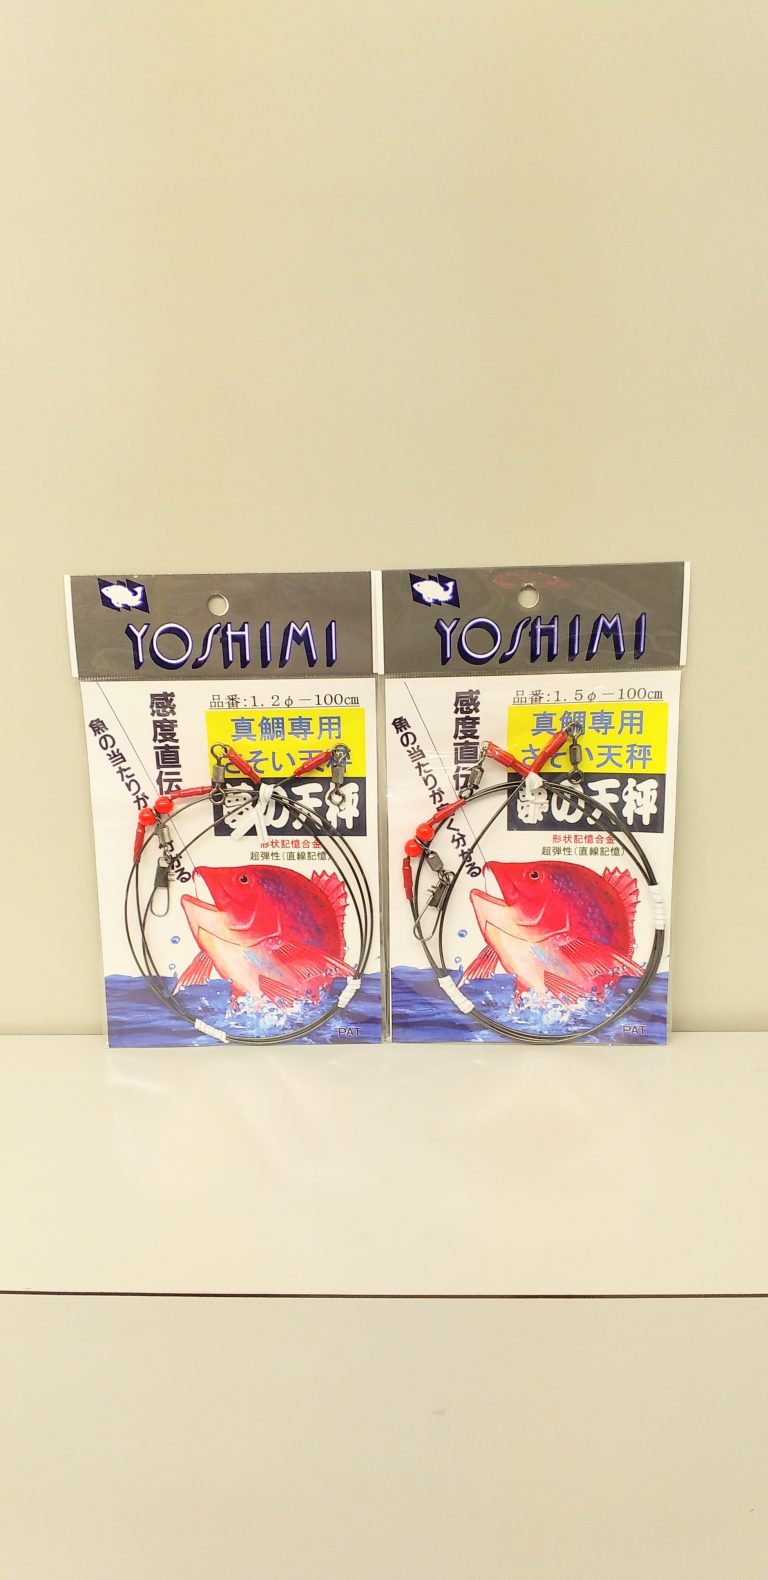 YOSHIMI
品番:1.2φ−100cm
真鯛専用
さそい天秤
夢の天秤
形状記憶合金
超弾性(直線記憶)
感度直伝
魚の当たりが
がる
PAT
YOSHIMI
品番:1.5φ−100cm
真鯛専用
さそい天秤
夢の天秤
形状記憶合金
超弾性(直線記憶)
感度直伝
魚の当たりが
く分かる
PAT